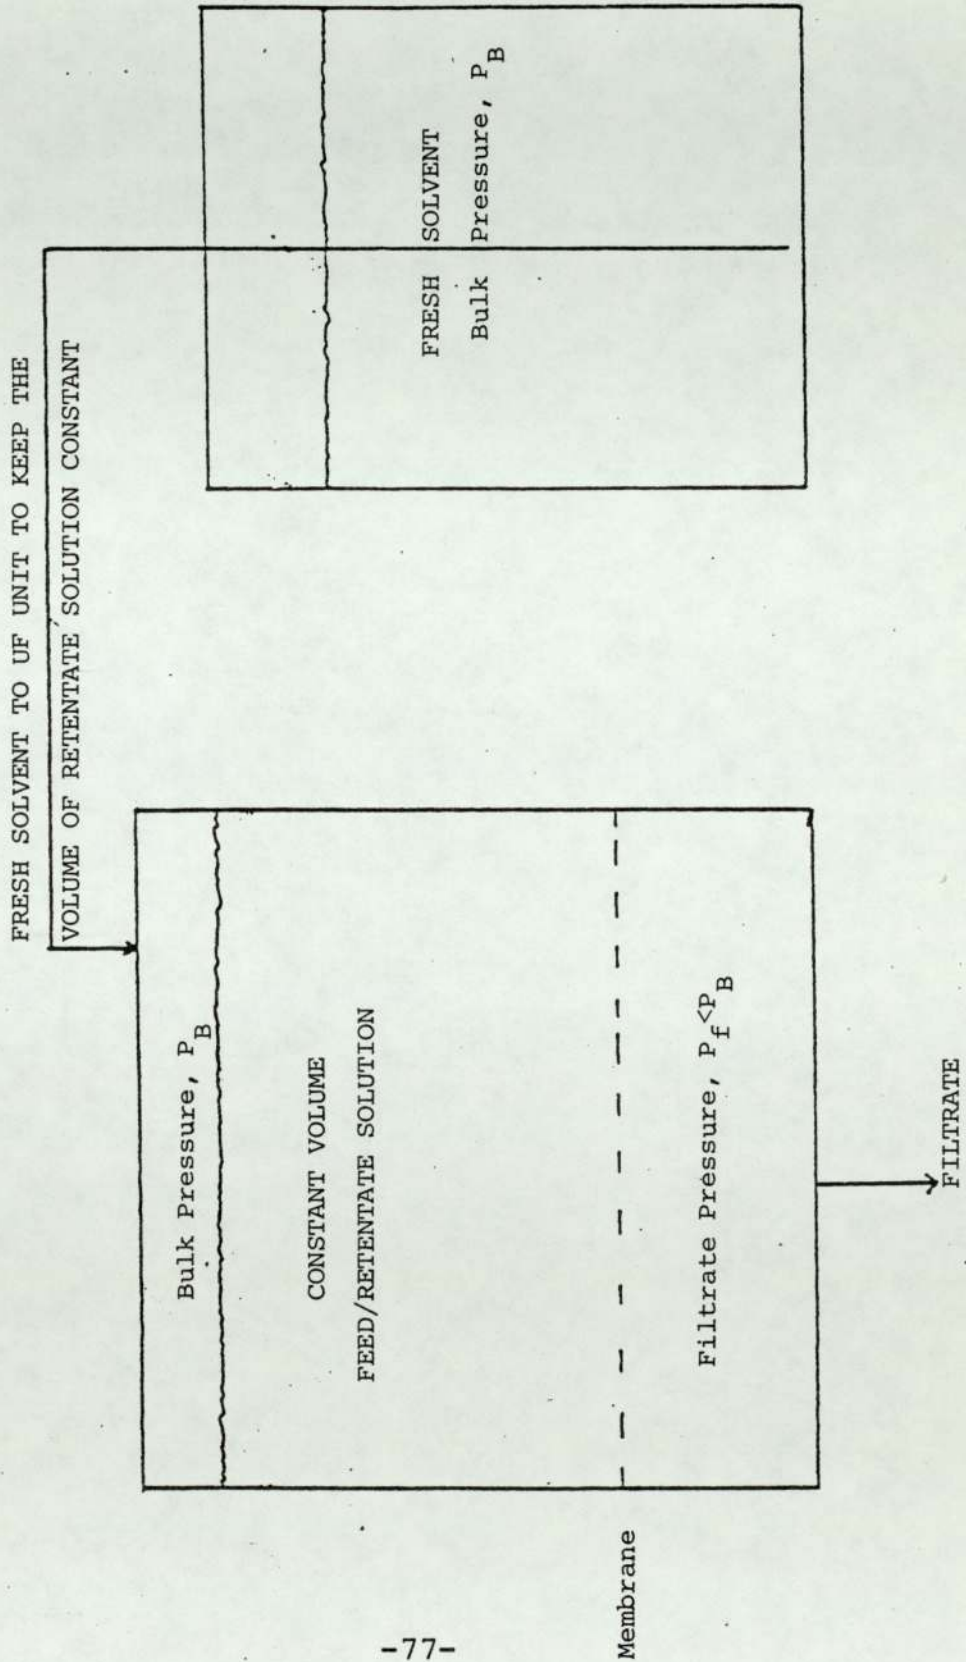 FRESH SOLVENT TO UF UNIT TO KEEP THE
VOLUME OF RETENTATE SOLUTION CONSTANT
Bulk Pressure, P_B
CONSTANT VOLUME
FEED/RETENTATE SOLUTION
Membrane
Filtrate Pressure, P_f<P_B
FILTRATE
FRESH SOLVENT
Bulk Pressure, P_B
-77-